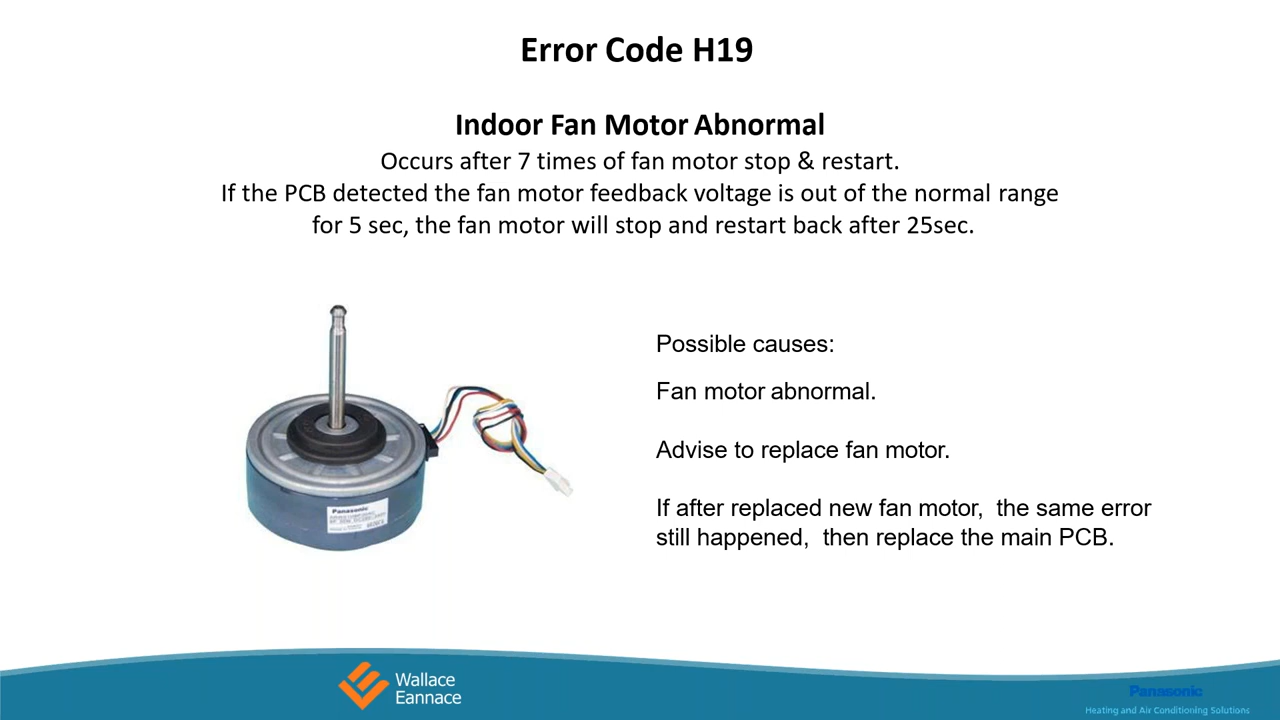 Error Code H19
Indoor Fan Motor Abnormal
Occurs after 7 times of fan motor stop & restart.
If the PCB detected the fan motor feedback voltage is out of the normal range
for 5 sec, the fan motor will stop and restart back after 25sec.
Possible causes:
Fan motor abnormal.
Advise to replace fan motor.
If after replaced new fan motor, the same error
still happened, then replace the main PCB.
Panasonic
Wallace
Eannace
Panasonic
Heating and Air Conditioning Solutions